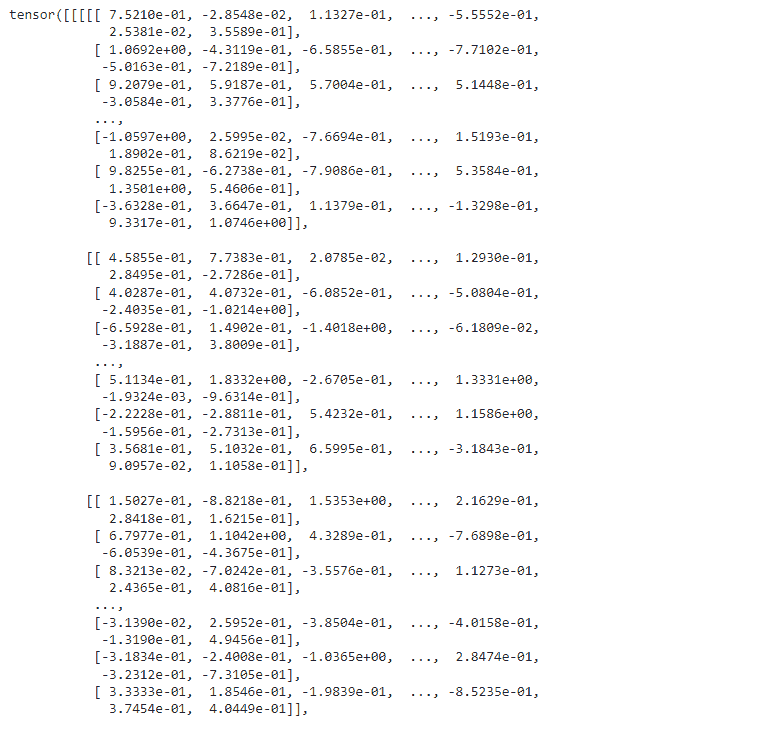 tensor([[[[[ 7.5210e-01, -2.8548e-02,  1.1327e-01,  ..., -5.5552e-01,
             2.5381e-02,  3.5589e-01],
           [ 1.0692e+00, -4.3119e-01, -6.5855e-01,  ..., -7.7102e-01,
            -5.0163e-01, -7.2189e-01],
           [ 9.2079e-01,  5.9187e-01,  5.7004e-01,  ...,  5.1448e-01,
            -3.0584e-01,  3.3776e-01],
           ...,
           [-1.0597e+00,  2.5995e-02, -7.6694e-01,  ...,  1.5193e-01,
             1.8902e-01,  8.6219e-02],
           [ 9.8255e-01, -6.2738e-01, -7.9086e-01,  ...,  5.3584e-01,
             1.3501e+00,  5.4606e-01],
           [-3.6328e-01,  3.6647e-01,  1.1379e-01,  ..., -1.3298e-01,
             9.3317e-01,  1.0746e+00]],

          [[ 4.5855e-01,  7.7383e-01,  2.0785e-02,  ...,  1.2930e-01,
             2.8495e-01, -2.7286e-01],
           [ 4.0287e-01,  4.0732e-01, -6.0852e-01,  ..., -5.0804e-01,
            -2.4035e-01, -1.0214e+00],
           [-6.5928e-01,  1.4902e-01, -1.4018e+00,  ..., -6.1809e-02,
            -3.1887e-01,  3.8009e-01],
           ...,
           [ 5.1134e-01,  1.8332e+00, -2.6705e-01,  ...,  1.3331e+00,
            -1.9324e-03, -9.6314e-01],
           [-2.2228e-01, -2.8811e-01,  5.4232e-01,  ...,  1.1586e+00,
            -1.5956e-01, -2.7313e-01],
           [ 3.5681e-01,  5.1032e-01,  6.5995e-01,  ..., -3.1843e-01,
             9.0957e-02,  1.1058e-01]],

          [[ 1.5027e-01, -8.8218e-01,  1.5353e+00,  ...,  2.1629e-01,
             2.8418e-01,  1.6215e-01],
           [ 6.7977e-01,  1.1042e+00,  4.3289e-01,  ..., -7.6898e-01,
            -6.0539e-01, -4.3675e-01],
           [ 8.3213e-02, -7.0242e-01, -3.5576e-01,  ...,  1.1273e-01,
             2.4365e-01,  4.0816e-01],
           ...,
           [-3.1390e-02,  2.5952e-01, -3.8504e-01,  ..., -4.0158e-01,
            -1.3190e-01,  4.9456e-01],
           [-3.1834e-01, -2.4008e-01, -1.0365e+00,  ...,  2.8474e-01,
            -3.2312e-01, -7.3105e-01],
           [ 3.3333e-01,  1.8546e-01, -1.9839e-01,  ..., -8.5235e-01,
             3.7454e-01,  4.0449e-01]],